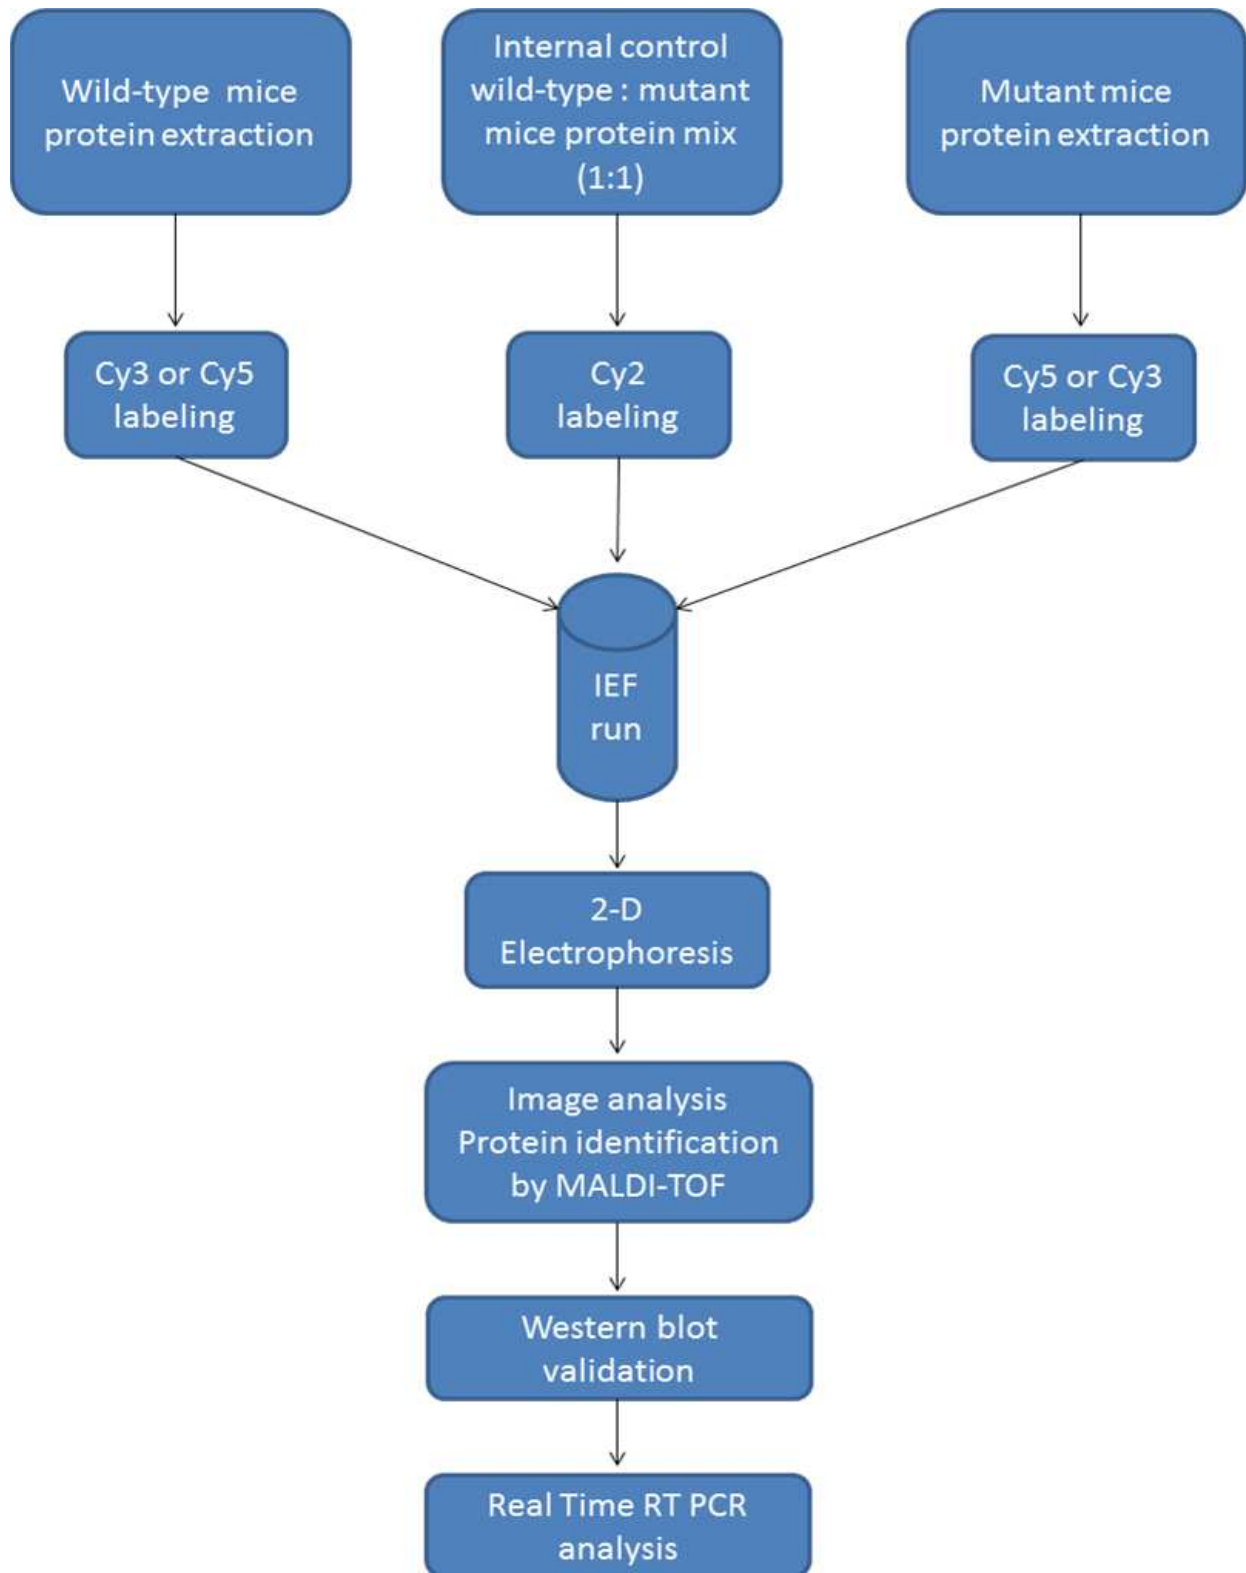 Wild-type mice
protein extraction
Internal control
wild-type : mutant
mice protein mix
(1:1)
Mutant mice
protein extraction
Cy3 or Cy5
labeling
Cy2
labeling
Cy5 or Cy3
labeling
IEF
run
2-D
Electrophoresis
Image analysis
Protein identification
by MALDI-TOF
Western blot
validation
Real Time RT PCR
analysis